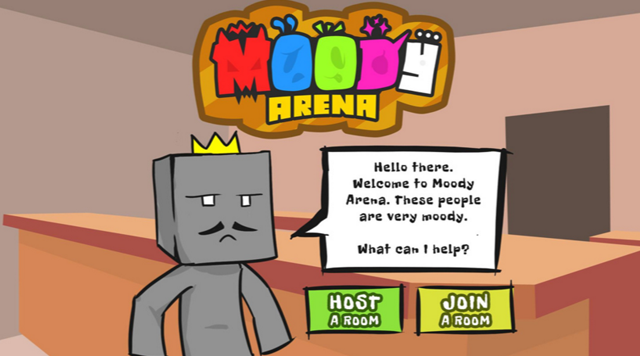 MOODY
ARENA
Hello there.
Welcome to Moody
Arena. These people
are very moody.
What can I help?
HOST
A ROOM
JOIN
A ROOM